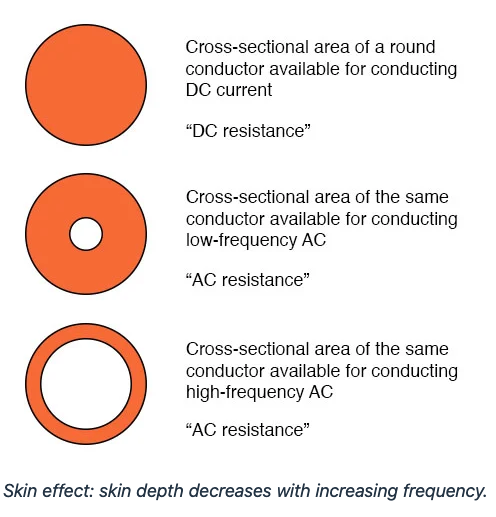 Cross-sectional area of a round
conductor available for conducting
DC current
“DC resistance”
Cross-sectional area of the same
conductor available for conducting
low-frequency AC
“AC resistance”
Cross-sectional area of the same
conductor available for conducting
high-frequency AC
“AC resistance”
Skin effect: skin depth decreases with increasing frequency.